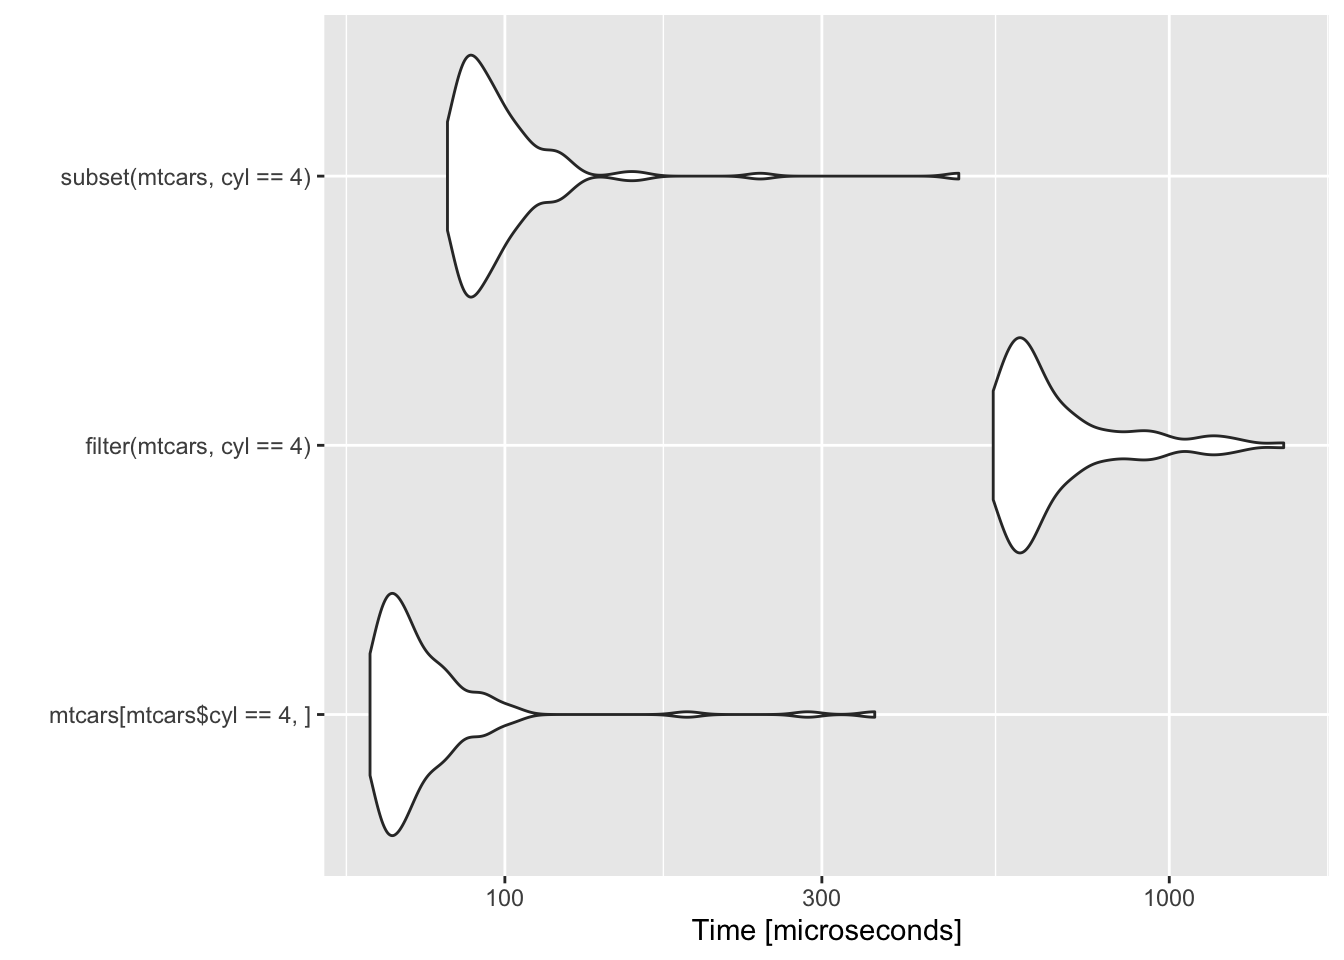 subset(mtcars, cyl == 4)
filter(mtcars, cyl == 4)
mtcars[mtcars$cyl == 4, ]
100 300 1000
Time [microseconds]